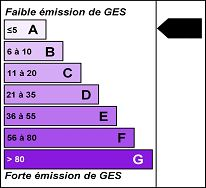 Faible émission de GES
≤5 A
6 à 10 B
11 à 20 C
21 à 35 D
36 à 55 E
56 à 80 F
> 80 G
Forte émission de GES